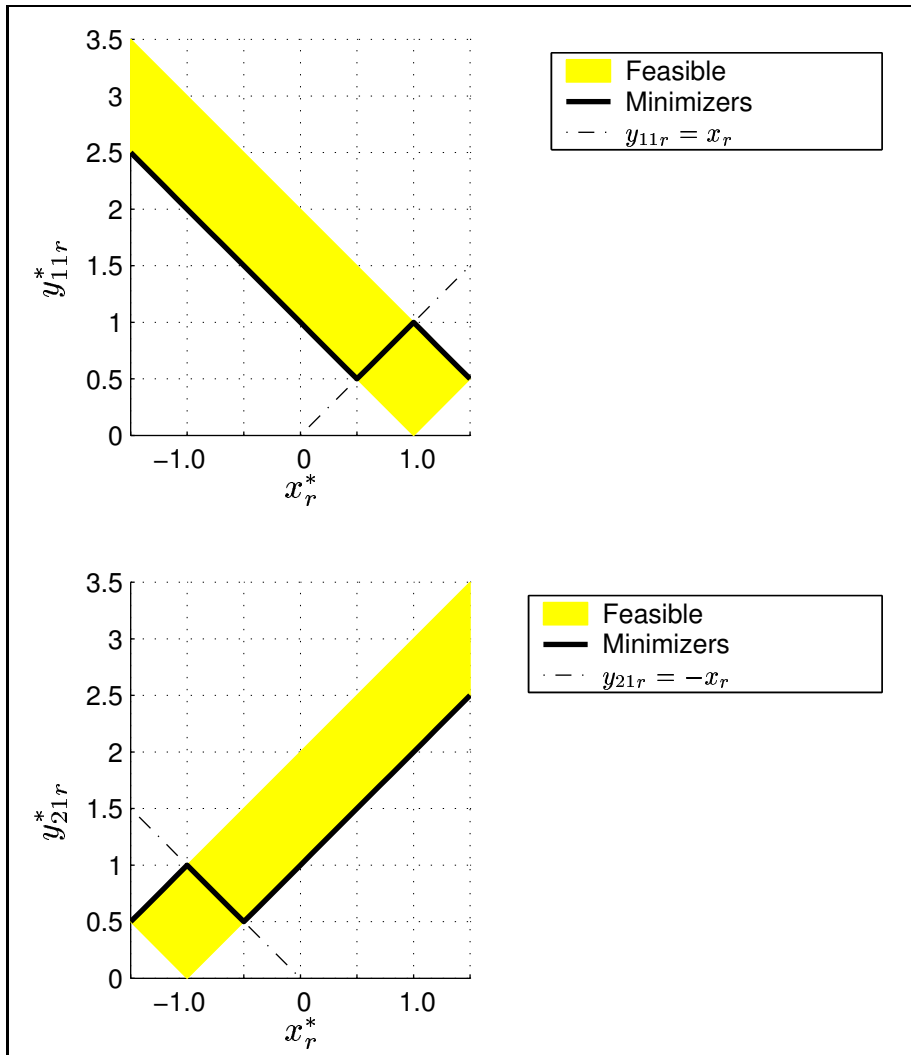 3.5
3
2.5
2
1.5
1
0.5
0
−1.0 0 1.0
x*r
y*11r
Feasible
Minimizers
y11r = xr
3.5
3
2.5
2
1.5
1
0.5
0
−1.0 0 1.0
x*r
y*21r
Feasible
Minimizers
y21r = −xr